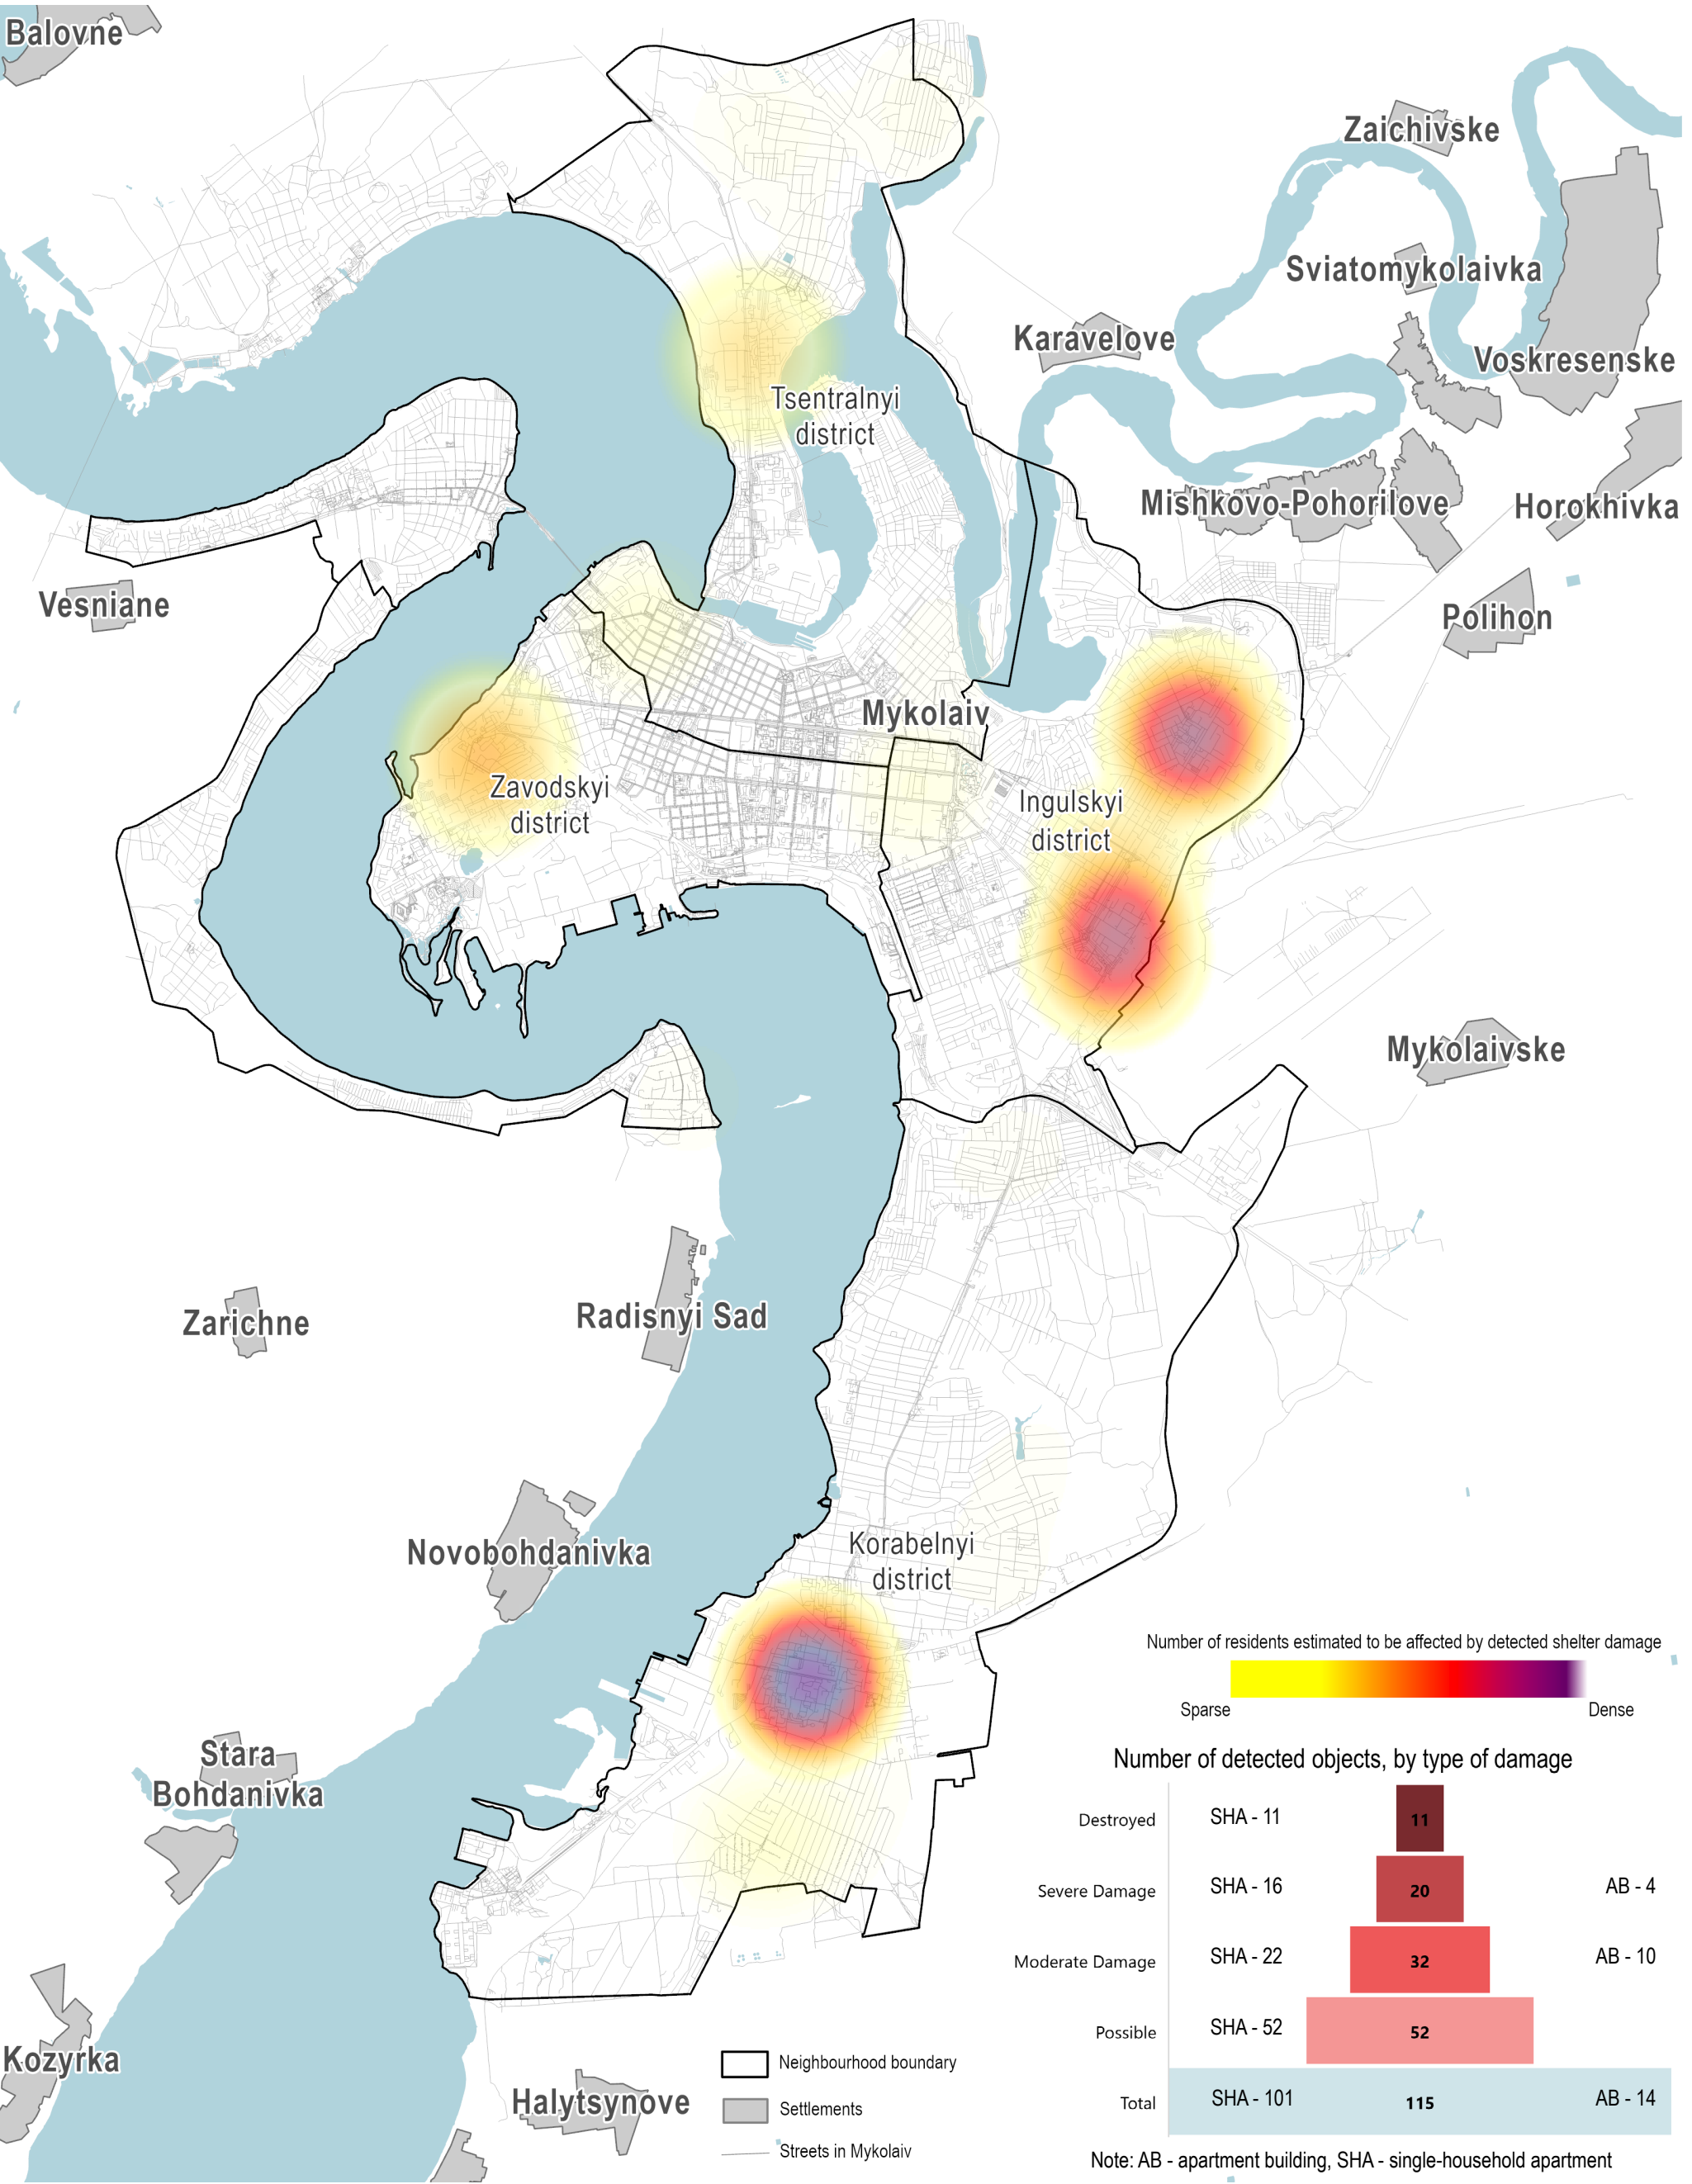 Balovne
Zaichivske
Sviatomykolaivka
Karavelove
Voskresenske
Tsentralnyi
district
Mishkovo-Pohorilove
Horokhivka
Vesniane
Polihon
Mykolaiv
Zavodskyi
district
Ingulskyi
district
Mykolaivske
Zarichne
Radisnyi Sad
Novobohdanivka
Korabelnyi
district
Stara
Bohdanivka
Kozyrka
Halytsynove
Number of residents estimated to be affected by detected shelter damage
Sparse
Dense
Number of detected objects, by type of damage
Destroyed SHA - 11 11
Severe Damage SHA - 16 20 AB - 4
Moderate Damage SHA - 22 32 AB - 10
Possible SHA - 52 52
Total SHA - 101 115 AB - 14
Note: AB - apartment building, SHA - single-household apartment
Neighbourhood boundary
Settlements
Streets in Mykolaiv